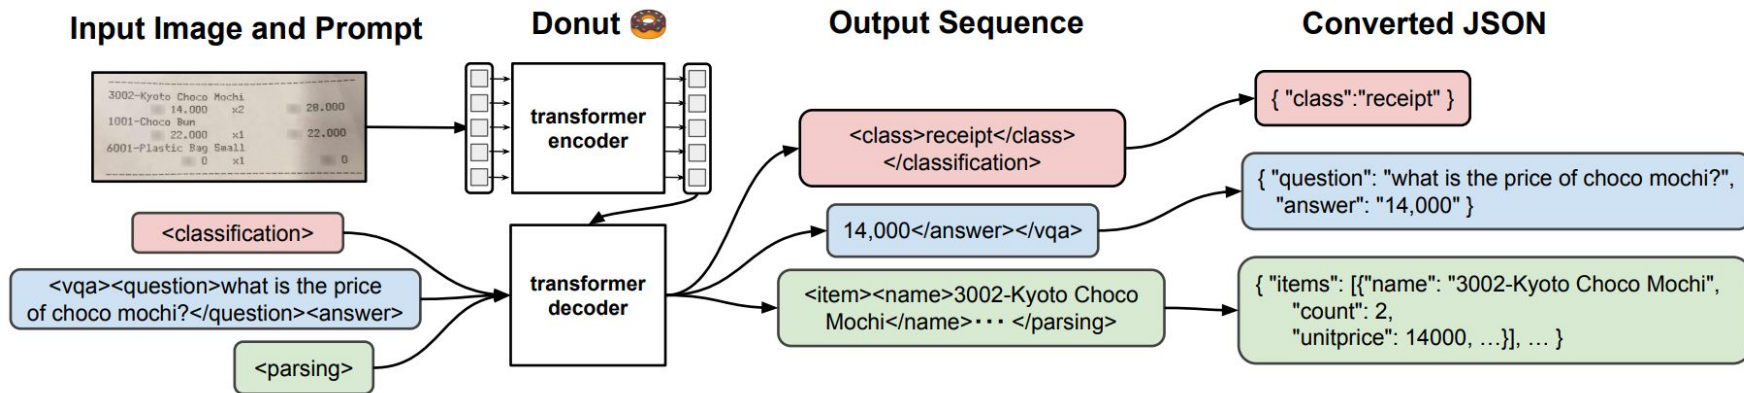 Input Image and Prompt
Donut
Output Sequence
Converted JSON
3002-Kyoto Choco Mochi
14.000 x2 28.000
1001-Choco Bun
22.000 x1 22.000
6001-Plastic Bag Small
0 x1 0
<classification>
<vqa><question>what is the price
of choco mochi?</question><answer>
<parsing>
transformer
encoder
transformer
decoder
<class>receipt</class>
</classification>
14,000</answer></vqa>
<item><name>3002-Kyoto Choco
Mochi</name>··· </parsing>
{ "class":"receipt" }
{ "question": "what is the price of choco mochi?",
"answer": "14,000" }
{ "items": [{"name": "3002-Kyoto Choco Mochi",
"count": 2,
"unitprice": 14000, …}], … }